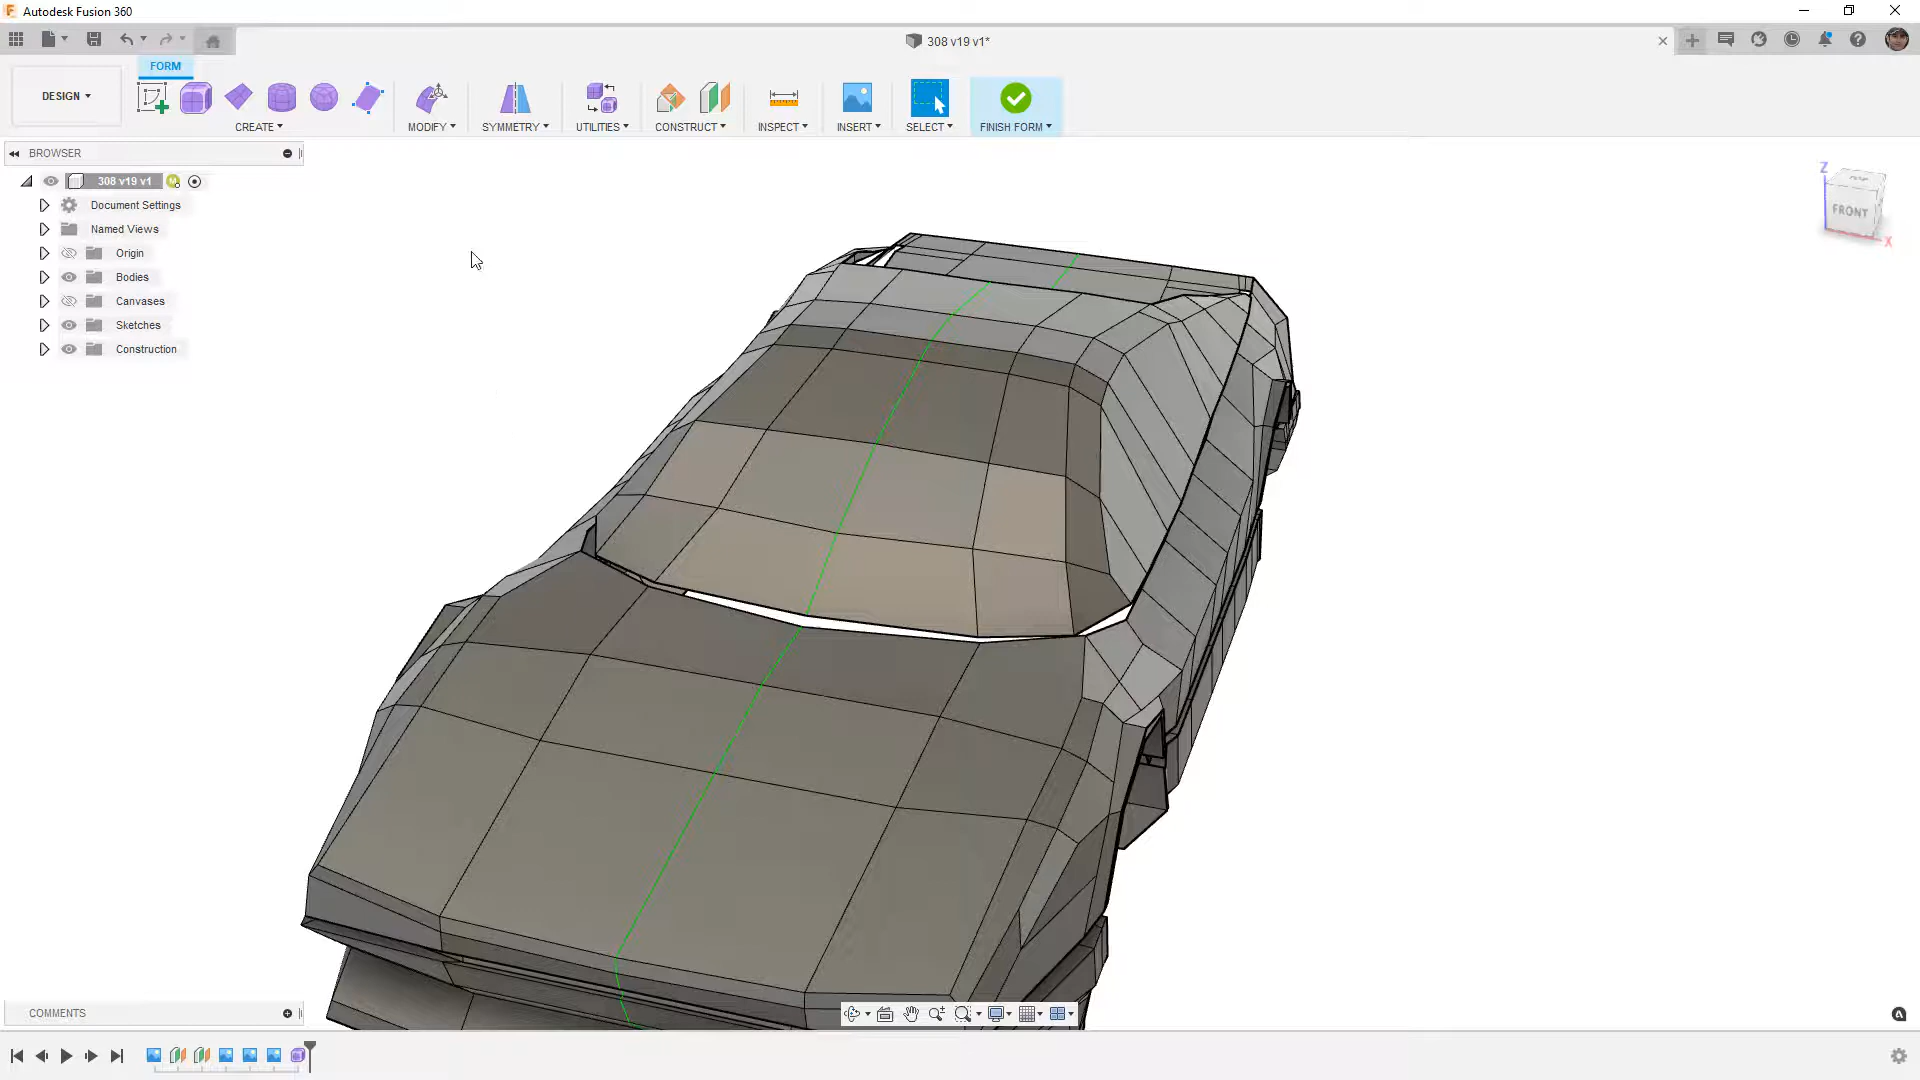 Autodesk Fusion 360
308 v19 v1*
FORM
DESIGN
CREATE
MODIFY
SYMMETRY
UTILITIES
CONSTRUCT
INSPECT
INSERT
SELECT
FINISH FORM
BROWSER
308 v19 v1
Document Settings
Named Views
Origin
Bodies
Canvases
Sketches
Construction
Z
TOP
FRONT
X
COMMENTS